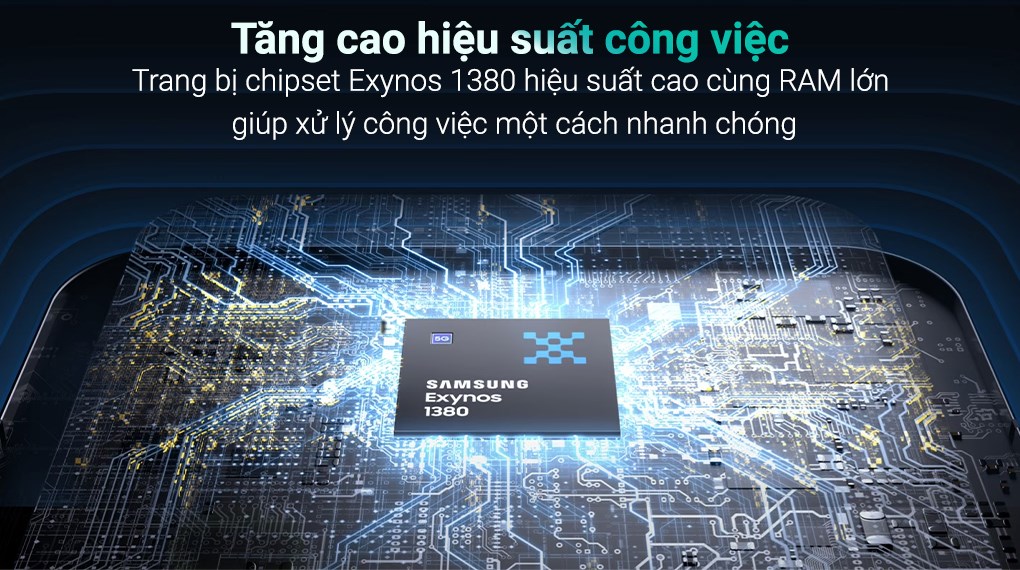 Tăng cao hiệu suất công việc
Trang bị chipset Exynos 1380 hiệu suất cao cùng RAM lớn
giúp xử lý công việc một cách nhanh chóng
5G
SAMSUNG
Exynos
1380